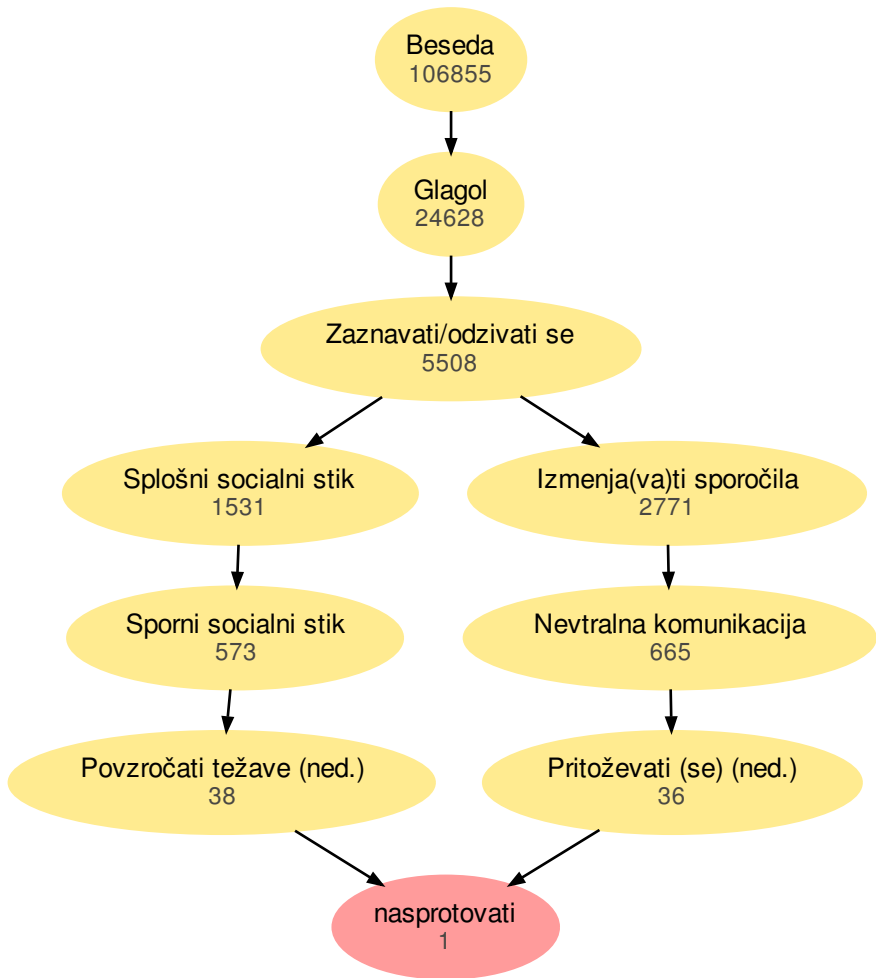 Beseda
106855
Glagol
24628
Zaznavati/odzivati se
5508
Splošni socialni stik
1531
Izmenja(va)ti sporočila
2771
Sporni socialni stik
573
Nevtralna komunikacija
665
Povzročati težave (ned.)
38
Pritoževati (se) (ned.)
36
nasprotovati
1